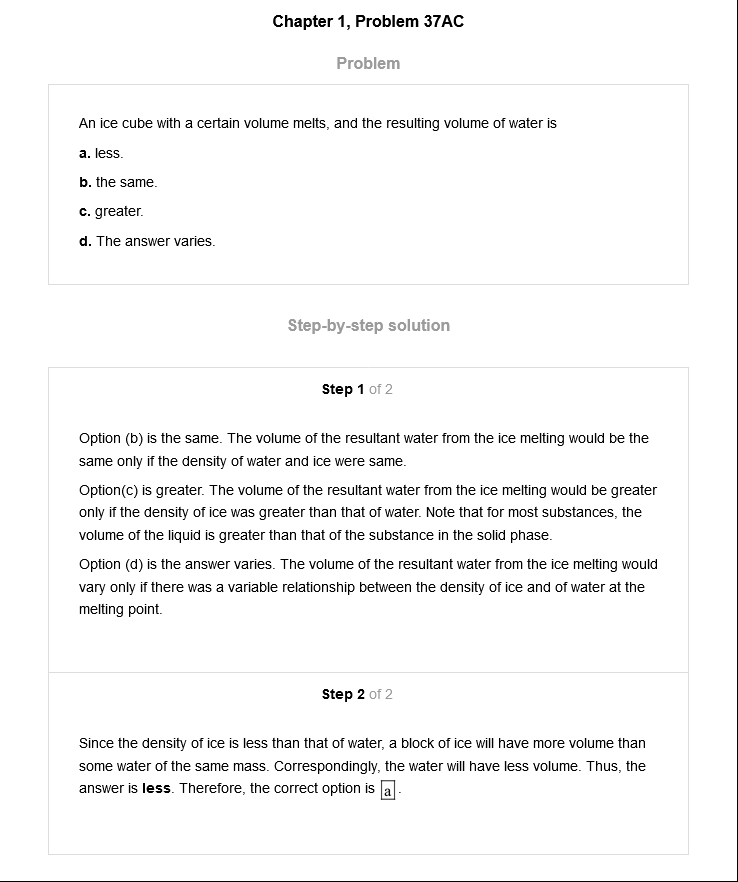 Chapter 1, Problem 37AC
Problem
An ice cube with a certain volume melts, and the resulting volume of water is
a. less.
b. the same.
c. greater.
d. The answer varies.
Step-by-step solution
Step 1 of 2
Option (b) is the same. The volume of the resultant water from the ice melting would be the
same only if the density of water and ice were same.
Option(c) is greater. The volume of the resultant water from the ice melting would be greater
only if the density of ice was greater than that of water. Note that for most substances, the
volume of the liquid is greater than that of the substance in the solid phase.
Option (d) is the answer varies. The volume of the resultant water from the ice melting would
vary only if there was a variable relationship between the density of ice and of water at the
melting point.
Step 2 of 2
Since the density of ice is less than that of water, a block of ice will have more volume than
some water of the same mass. Correspondingly, the water will have less volume. Thus, the
answer is less. Therefore, the correct option is a.